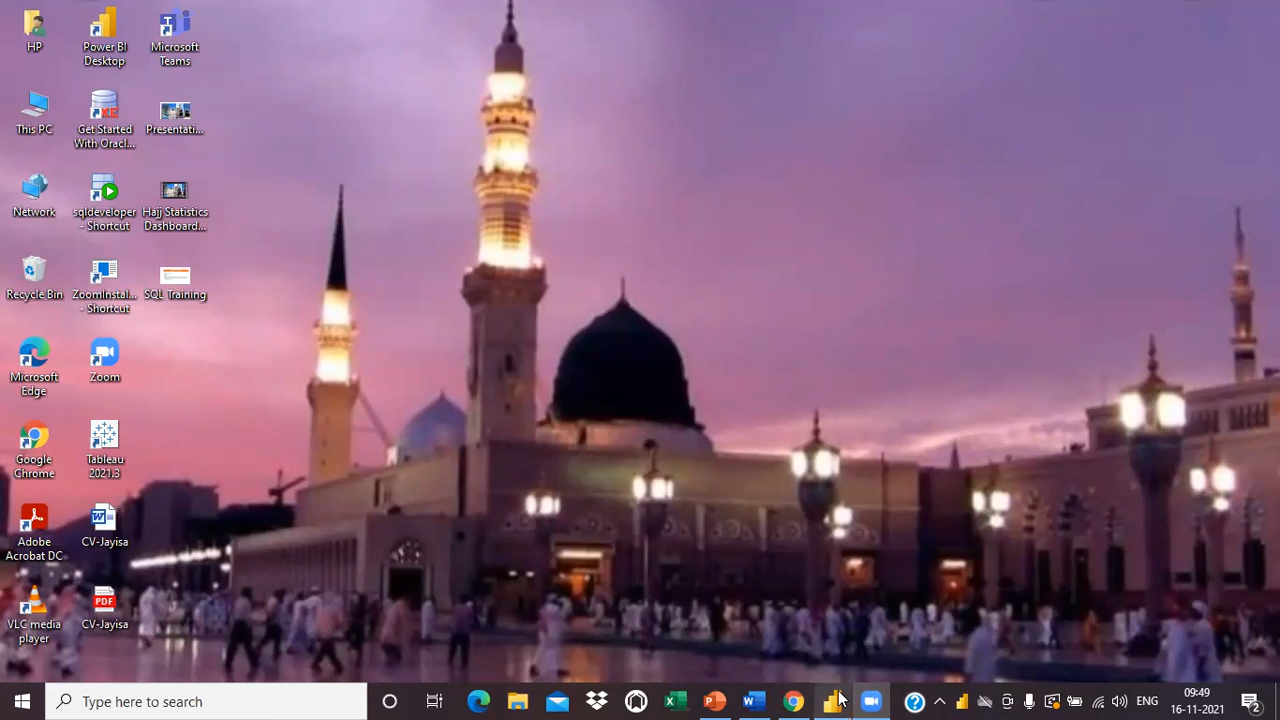 HP
Power BI
Desktop
Microsoft
Teams
This PC
Get Started
With Oracl...
Presentati...
Network
sqldeveloper
- Shortcut
Hajj Statistics
Dashboard...
Recycle Bin
ZoomInstal...
- Shortcut
SQL Training
Microsoft
Edge
Zoom
Google
Chrome
Tableau
2021.3
Adobe
Acrobat DC
CV-Jayisa
VLC media
player
PDF
CV-Jayisa
Type here to search
ENG
09:49
16-11-2021
2